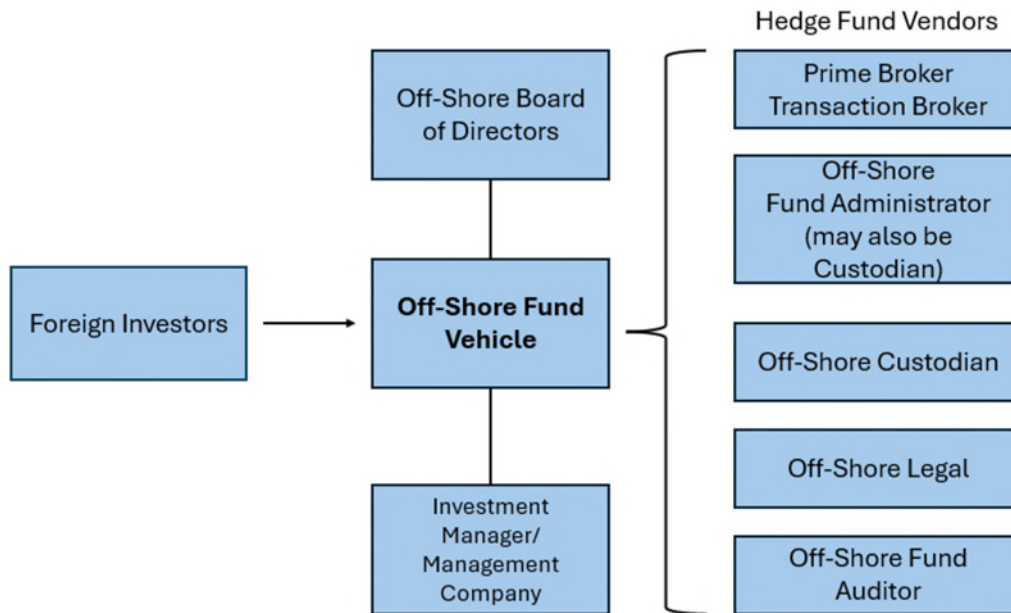 Hedge Fund Vendors
Off-Shore Board
of Directors
Foreign Investors
Off-Shore Fund
Vehicle
Investment
Manager/
Management
Company
Prime Broker
Transaction Broker
Off-Shore
Fund Administrator
(may also be
Custodian)
Off-Shore Custodian
Off-Shore Legal
Off-Shore Fund
Auditor